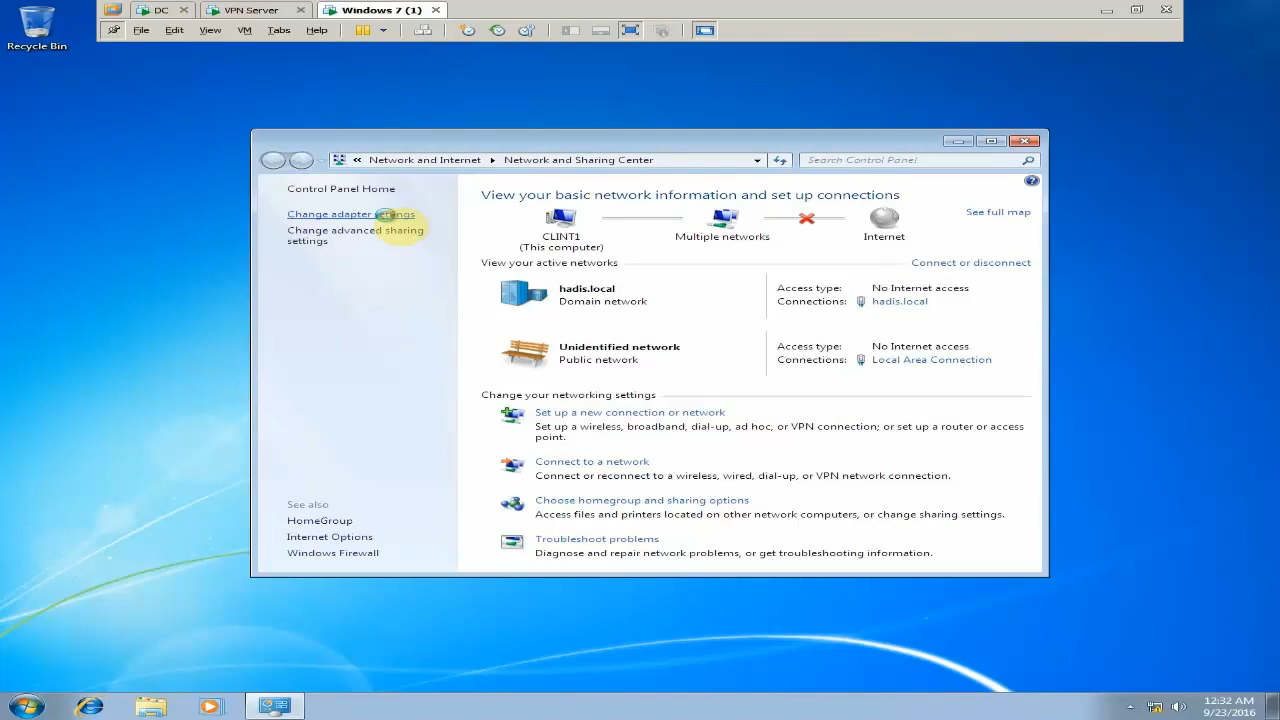 DC
VPN Server
Windows 7 (1)
File Edit View VM Tabs Help
Recycle Bin
« Network and Internet Network and Sharing Center
Search Control Panel
Control Panel Home
Change adapter settings
Change advanced sharing
settings
View your basic network information and set up connections
See full map
CLINT1
(This computer)
Multiple networks
Internet
View your active networks
Connect or disconnect
hadis.local
Domain network
Access type: No Internet access
Connections: hadis.local
Unidentified network
Public network
Access type: No Internet access
Connections: Local Area Connection
Change your networking settings
Set up a new connection or network
Set up a wireless, broadband, dial-up, ad hoc, or VPN connection; or set up a router or access
point.
Connect to a network
Connect or reconnect to a wireless, wired, dial-up, or VPN network connection.
Choose homegroup and sharing options
Access files and printers located on other network computers, or change sharing settings.
Troubleshoot problems
Diagnose and repair network problems, or get troubleshooting information.
See also
HomeGroup
Internet Options
Windows Firewall
12:32 AM
9/23/2016